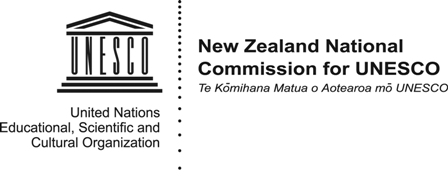 UNESCO
United Nations
Educational, Scientific and
Cultural Organization
New Zealand National
Commission for UNESCO
Te Kōmihana Matua o Aotearoa mō UNESCO